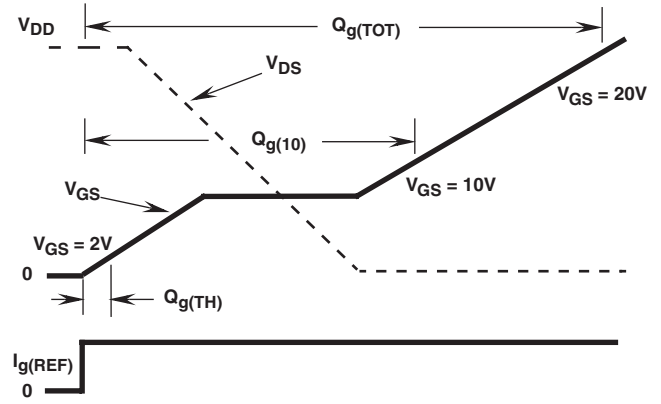 V_DD
Q_g(TOT)
V_DS
V_GS = 20V
Q_g(10)
V_GS
V_GS = 10V
V_GS = 2V
0
Q_g(TH)
I_g(REF)
0